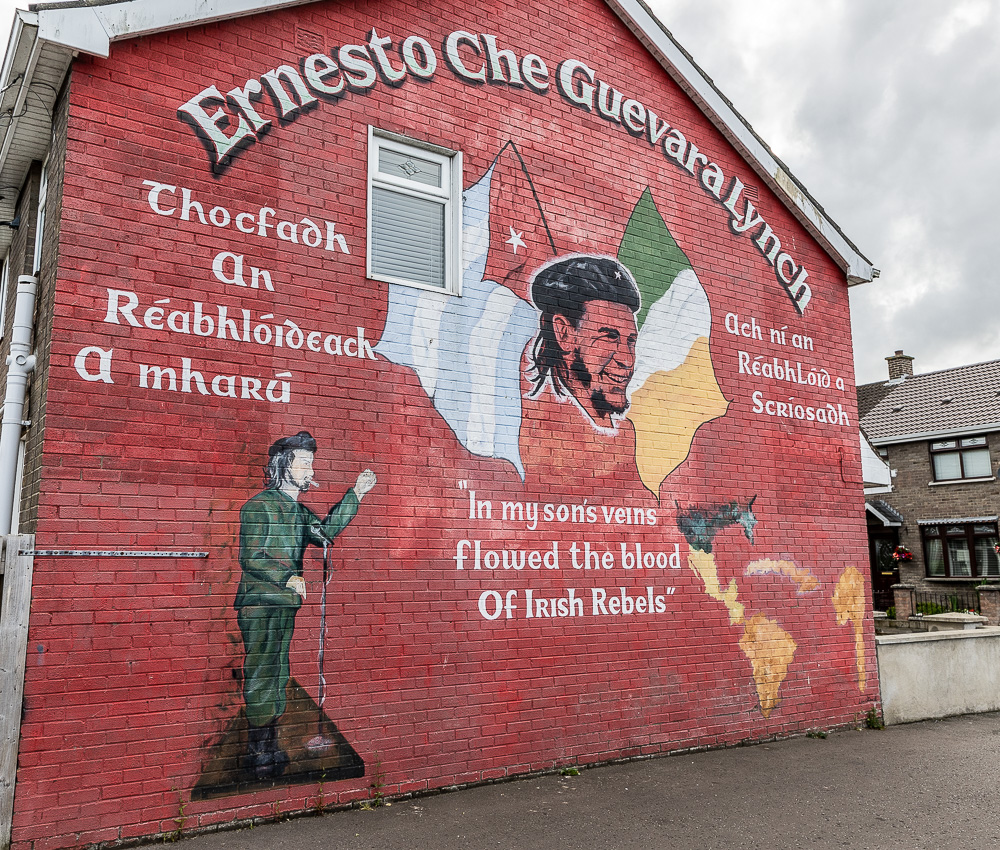 Ernesto Che Guevara Lynch
Thocfadh
An
Réabhlóideach
A mharú
Ach ní an
Réabhlóid a
Scríosadh
"In my son's veins
flowed the blood
Of Irish Rebels"